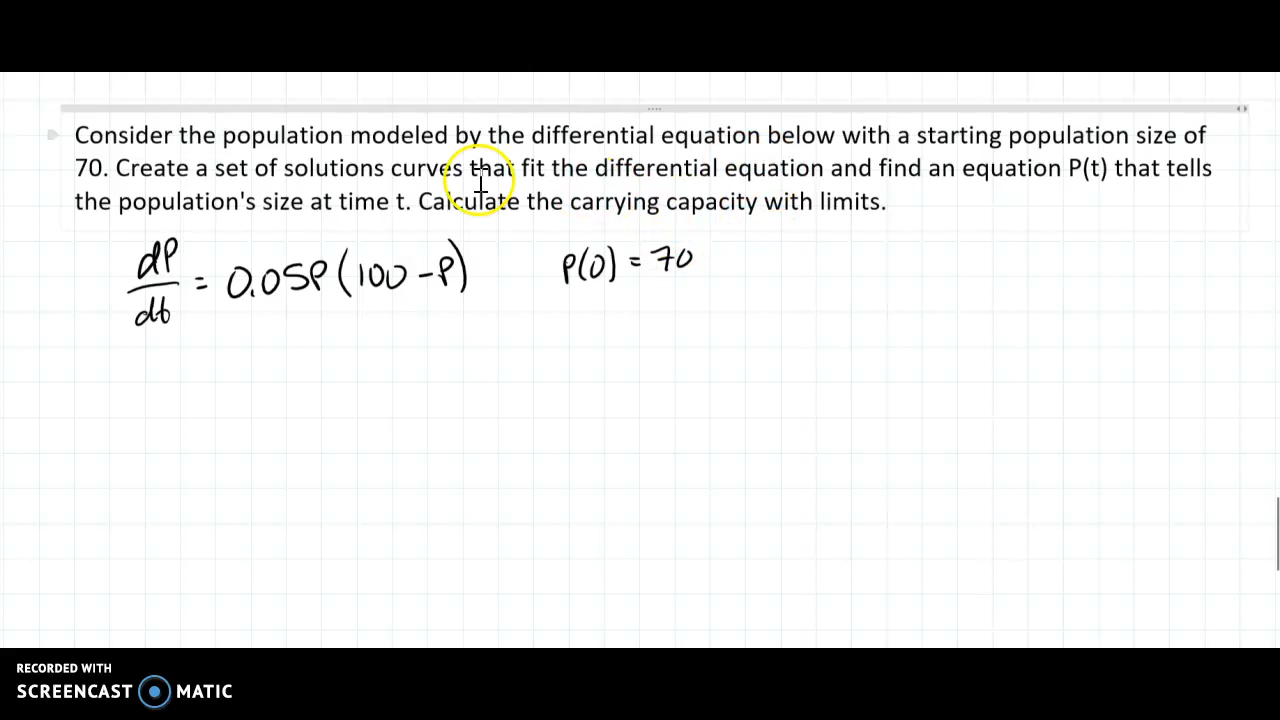 Consider the population modeled by the differential equation below with a starting population size of
70. Create a set of solutions curves that fit the differential equation and find an equation P(t) that tells
the population's size at time t. Calculate the carrying capacity with limits.
dP/dt = 0.05P(100-P) P(0) = 70
RECORDED WITH
SCREENCAST MATIC